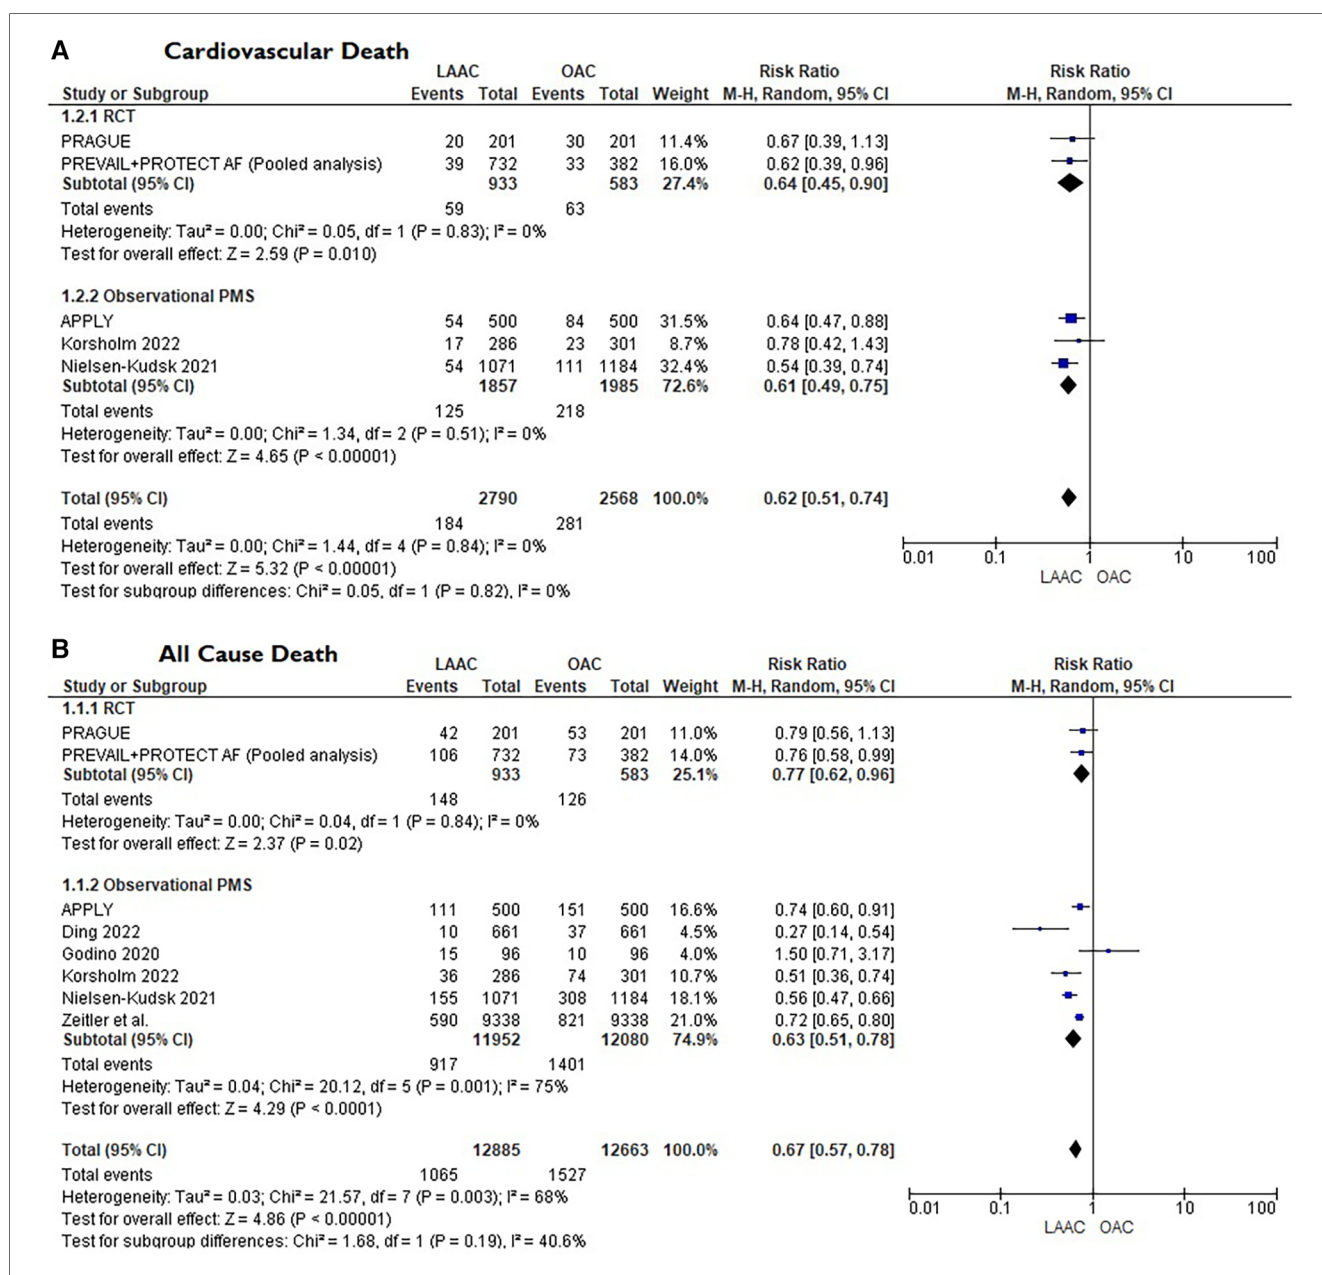 A Cardiovascular Death
LAAC OAC Risk Ratio Risk Ratio
Study or Subgroup Events Total Events Total Weight M-H, Random, 95% CI M-H, Random, 95% CI
1.2.1 RCT
PRAGUE 20 201 30 201 11.4% 0.67 [0.39, 1.13]
PREVAIL+PROTECT AF (Pooled analysis) 39 732 33 382 16.0% 0.62 [0.39, 0.96]
Subtotal (95% CI) 933 583 27.4% 0.64 [0.45, 0.90]
Total events 59 63
Heterogeneity: Tau² = 0.00; Chi² = 0.05, df = 1 (P = 0.83); I² = 0%
Test for overall effect: Z = 2.59 (P = 0.010)
1.2.2 Observational PMS
APPLY 54 500 84 500 31.5% 0.64 [0.47, 0.88]
Korsholm 2022 17 286 23 301 8.7% 0.78 [0.42, 1.43]
Nielsen-Kudsk 2021 54 1071 111 1184 32.4% 0.54 [0.39, 0.74]
Subtotal (95% CI) 1857 1985 72.6% 0.61 [0.49, 0.75]
Total events 125 218
Heterogeneity: Tau² = 0.00; Chi² = 1.34, df = 2 (P = 0.51); I² = 0%
Test for overall effect: Z = 4.65 (P < 0.00001)
Total (95% CI) 2790 2568 100.0% 0.62 [0.51, 0.74]
Total events 184 281
Heterogeneity: Tau² = 0.00; Chi² = 1.44, df = 4 (P = 0.84); I² = 0%
Test for overall effect: Z = 5.32 (P < 0.00001)
Test for subgroup differences: Chi² = 0.05, df = 1 (P = 0.82), I² = 0%
0.01 0.1 1 10 100
LAAC OAC
B All Cause Death
LAAC OAC Risk Ratio Risk Ratio
Study or Subgroup Events Total Events Total Weight M-H, Random, 95% CI M-H, Random, 95% CI
1.1.1 RCT
PRAGUE 42 201 53 201 11.0% 0.79 [0.56, 1.13]
PREVAIL+PROTECT AF (Pooled analysis) 106 732 73 382 14.0% 0.76 [0.58, 0.99]
Subtotal (95% CI) 933 583 25.1% 0.77 [0.62, 0.96]
Total events 148 126
Heterogeneity: Tau² = 0.00; Chi² = 0.04, df = 1 (P = 0.84); I² = 0%
Test for overall effect: Z = 2.37 (P = 0.02)
1.1.2 Observational PMS
APPLY 111 500 151 500 16.6% 0.74 [0.60, 0.91]
Ding 2022 10 661 37 661 4.5% 0.27 [0.14, 0.54]
Godino 2020 15 96 10 96 4.0% 1.50 [0.71, 3.17]
Korsholm 2022 36 286 74 301 10.7% 0.51 [0.36, 0.74]
Nielsen-Kudsk 2021 155 1071 308 1184 18.1% 0.56 [0.47, 0.66]
Zeitler et al. 590 9338 821 9338 21.0% 0.72 [0.65, 0.80]
Subtotal (95% CI) 11952 12080 74.9% 0.63 [0.51, 0.78]
Total events 917 1401
Heterogeneity: Tau² = 0.04; Chi² = 20.12, df = 5 (P = 0.001); I² = 75%
Test for overall effect: Z = 4.29 (P < 0.0001)
Total (95% CI) 12885 12663 100.0% 0.67 [0.57, 0.78]
Total events 1065 1527
Heterogeneity: Tau² = 0.03; Chi² = 21.57, df = 7 (P = 0.003); I² = 68%
Test for overall effect: Z = 4.86 (P < 0.00001)
Test for subgroup differences: Chi² = 1.68, df = 1 (P = 0.19), I² = 40.6%
0.01 0.1 1 10 100
LAAC OAC